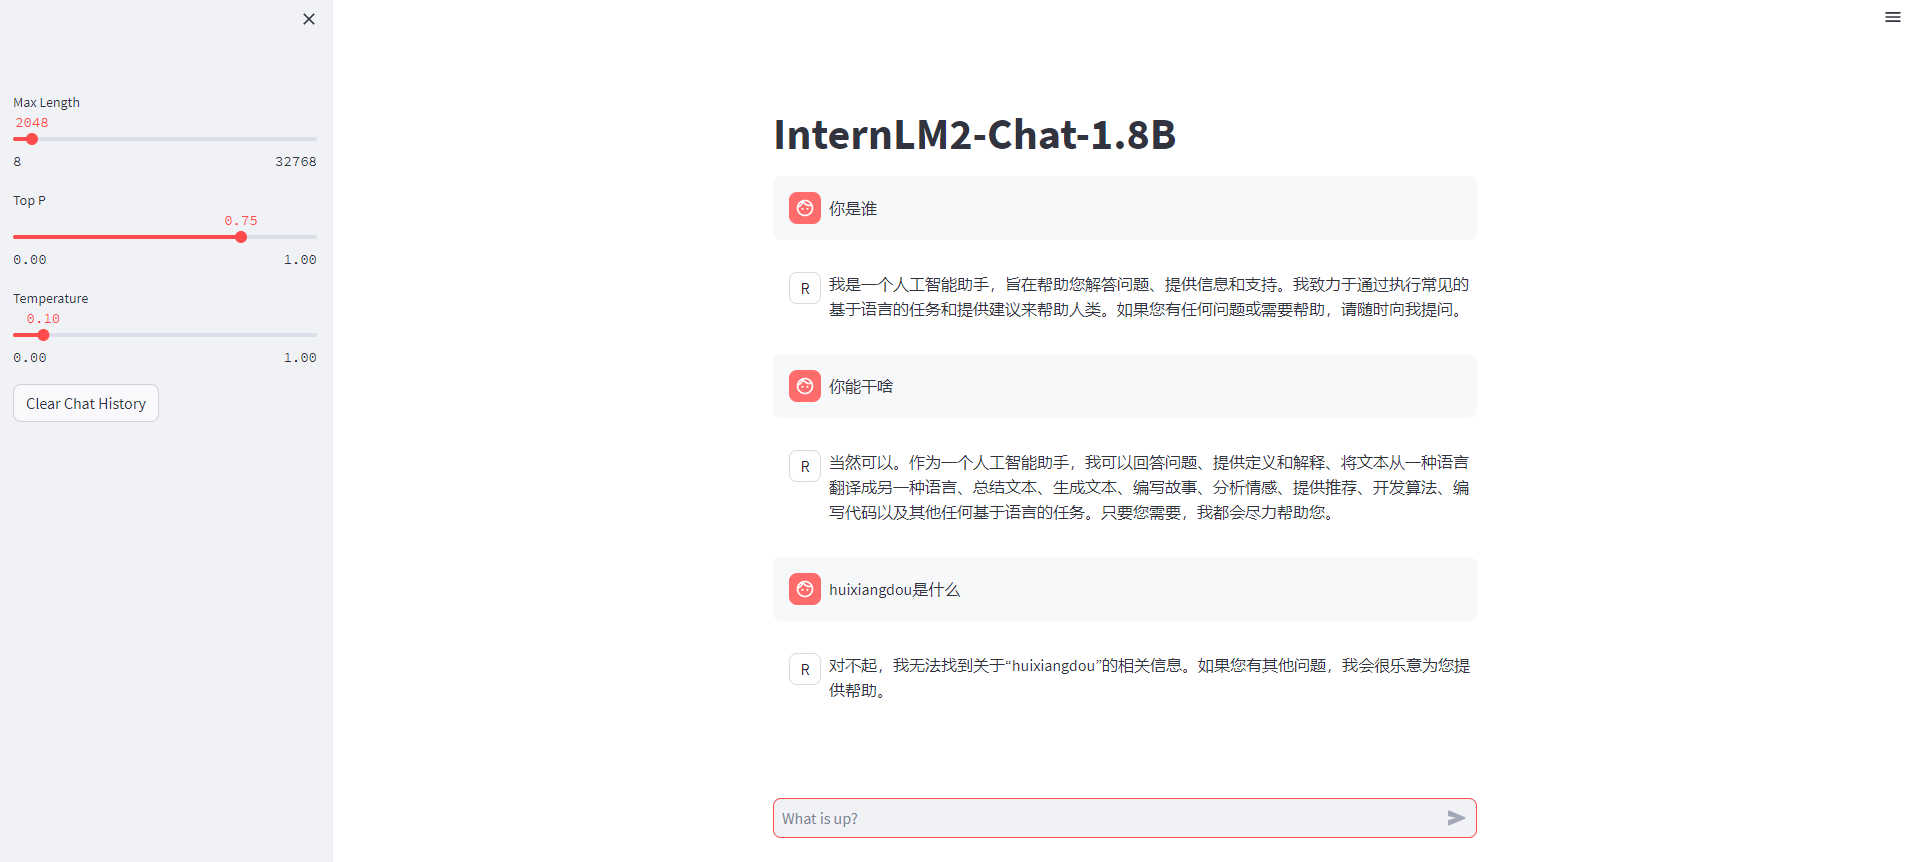 Max Length
2048
8 32768
Top P
0.75
0.00 1.00
Temperature
0.10
0.00 1.00
Clear Chat History
InternLM2-Chat-1.8B
你是谁
R
我是一个人工智能助手，旨在帮助您解答问题、提供信息和支持。我致力于通过执行常见的
基于语言的任务和提供建议来帮助人类。如果您有任何问题或需要帮助，请随时向我提问。
你能干啥
R
当然可以。作为一个人工智能助手，我可以回答问题、提供定义和解释、将文本从一种语言
翻译成另一种语言、总结文本、生成文本、编写故事、分析情感、提供推荐、开发算法、编
写代码以及其他任何基于语言的任务。只要您需要，我都会尽力帮助您。
huixiangdou是什么
R
对不起，我无法找到关于“huixiangdou”的相关信息。如果您有其他问题，我会很乐意为您提
供帮助。
What is up?